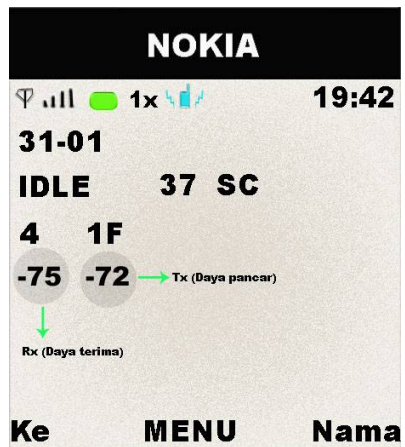 NOKIA
1x 19:42
31-01
IDLE 37 SC
4 1F
-75 -72 Tx (Daya pancar)
Rx (Daya terima)
Ke MENU Nama